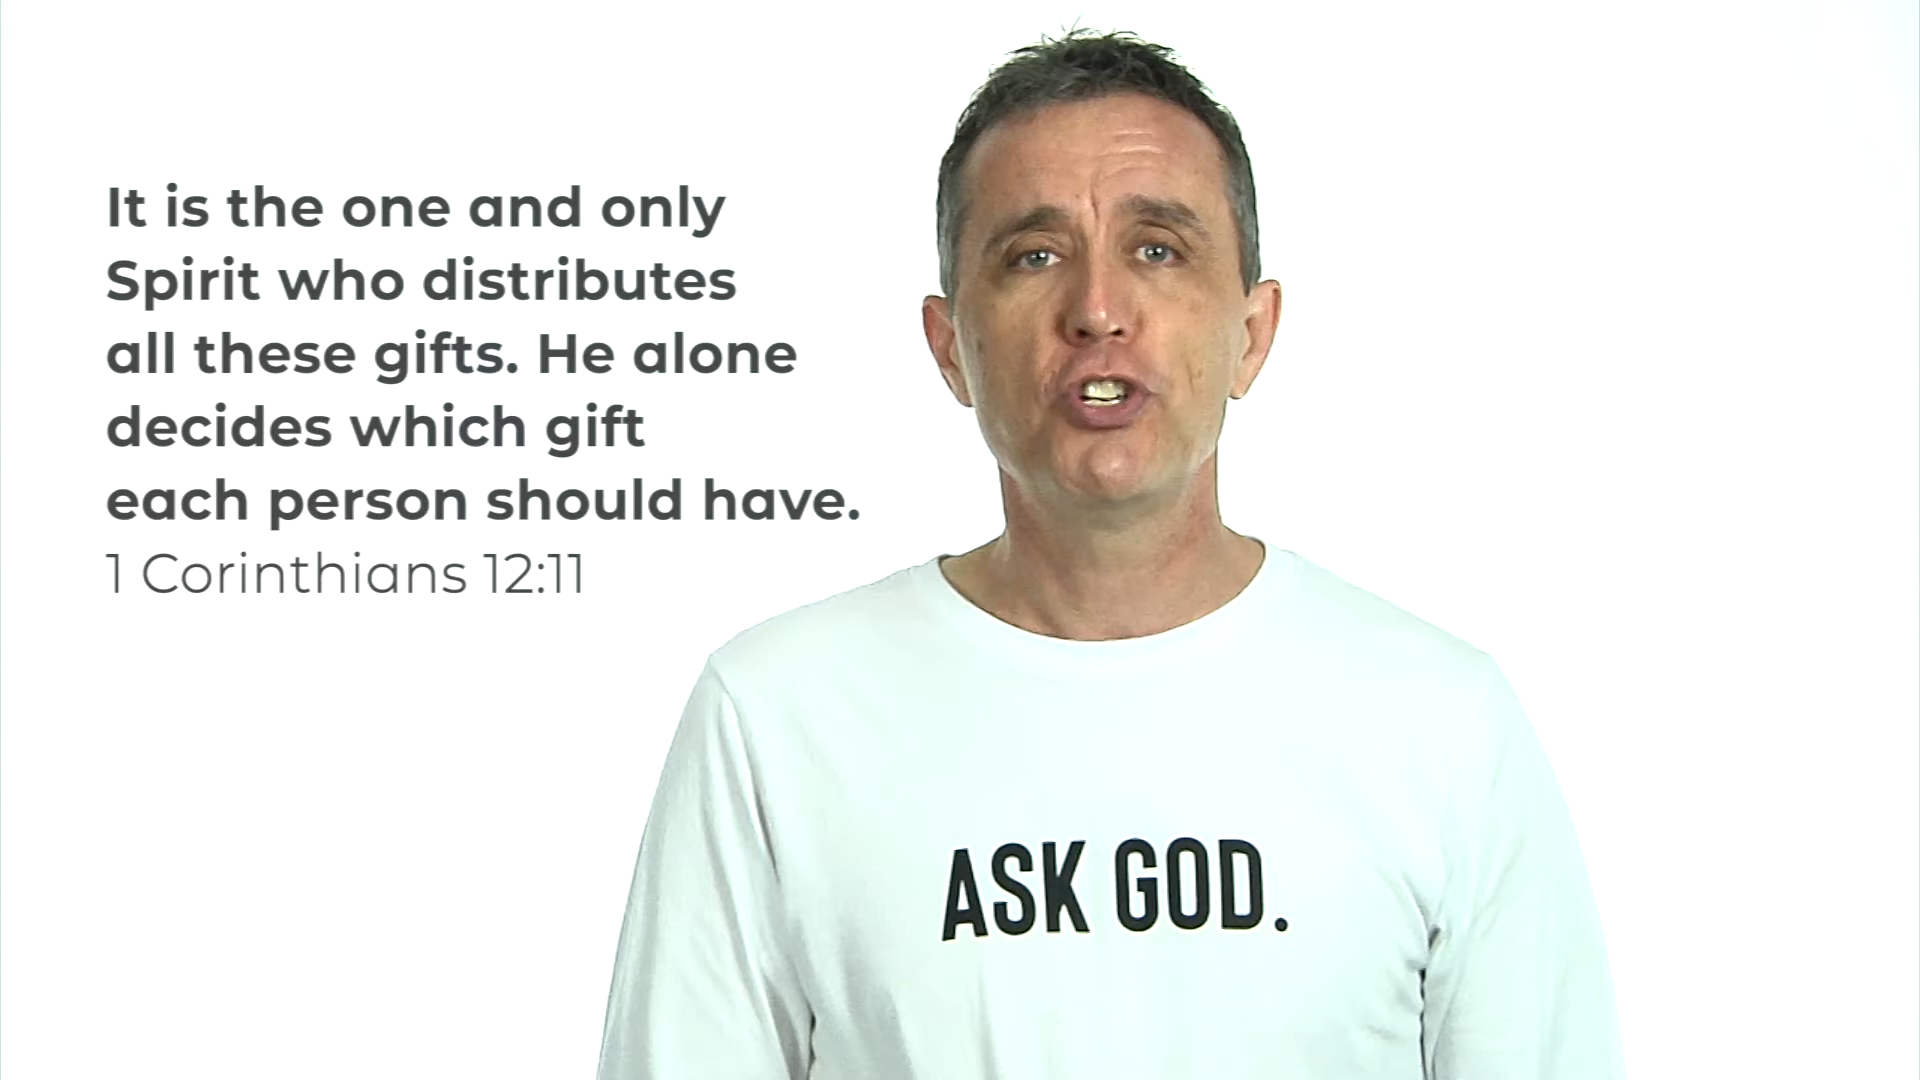 It is the one and only
Spirit who distributes
all these gifts. He alone
decides which gift
each person should have.
1 Corinthians 12:11
ASK GOD.